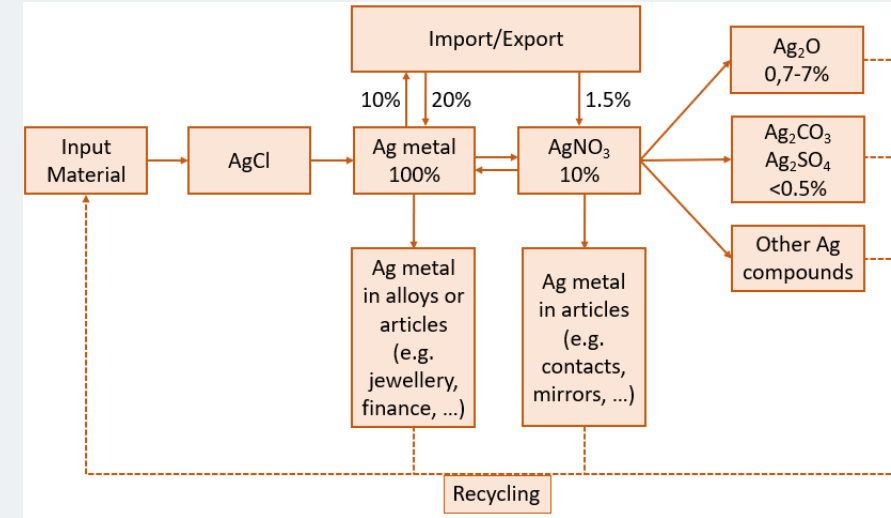 Import/Export
10%
20%
1.5%
Input
Material
AgCl
Ag metal
100%
AgNO₃
10%
Ag₂O
0,7-7%
Ag₂CO₃
Ag₂SO₄
<0.5%
Other Ag
compounds
Ag metal
in alloys or
articles
(e.g.
jewellery,
finance, ...)
Ag metal
in articles
(e.g.
contacts,
mirrors, ...)
Recycling